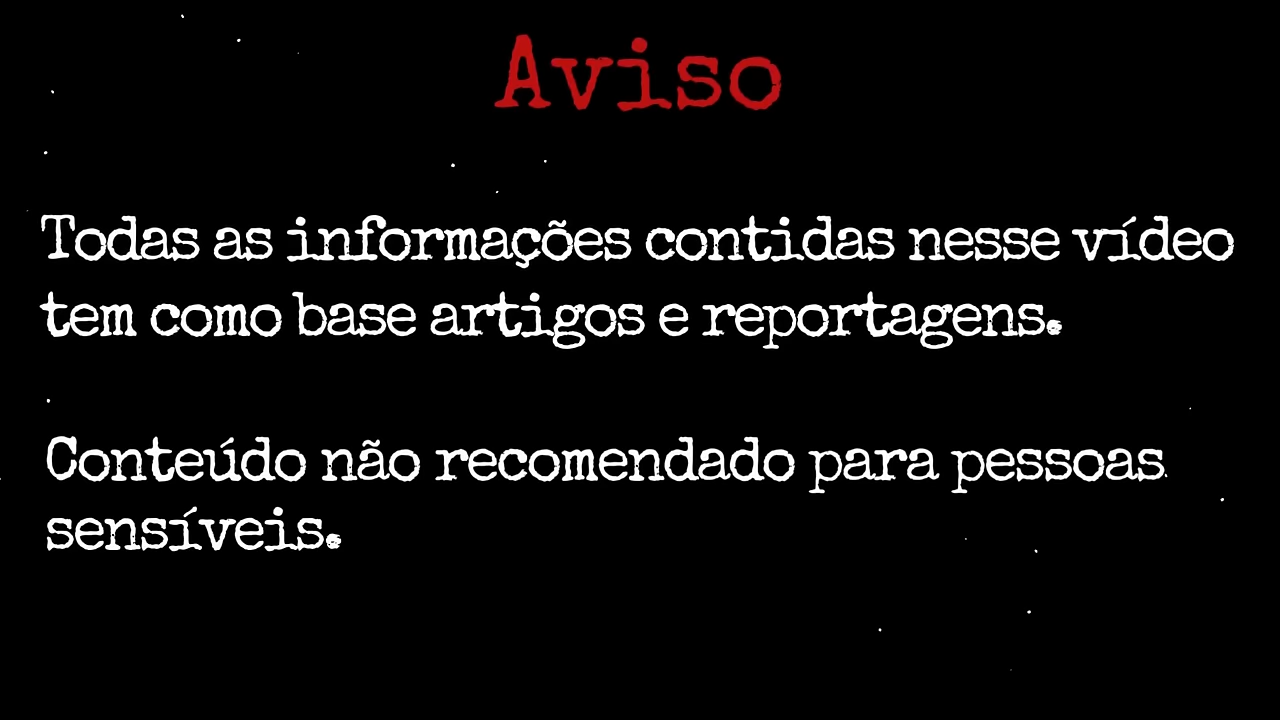 Aviso
Todas as informações contidas nesse vídeo
tem como base artigos e reportagens.
Conteúdo não recomendado para pessoas
sensíveis.